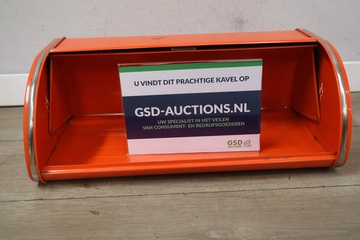 U VINDT DIT PRACHTIGE KAVEL OP
GSD-AUCTIONS.NL
UW SPECIALIST IN HET VEILEN
VAN CONSUMENT- EN BEDRIJFSGOEDEREN
GSD